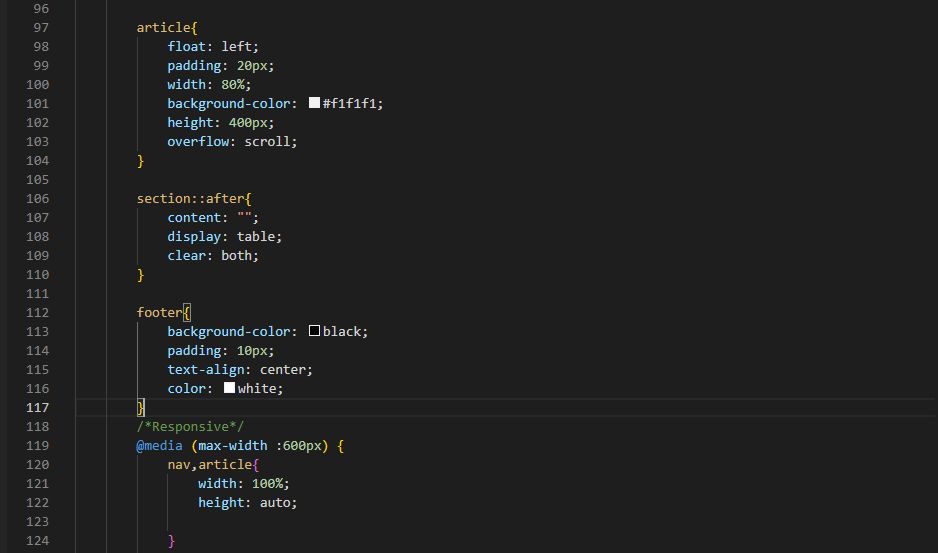 96
97 article{
98 float: left;
99 padding: 20px;
100 width: 80%;
101 background-color: #f1f1f1;
102 height: 400px;
103 overflow: scroll;
104 }
105
106 section::after{
107 content: "";
108 display: table;
109 clear: both;
110 }
111
112 footer{
113 background-color: black;
114 padding: 10px;
115 text-align: center;
116 color: white;
117 }
118 /*Responsive*/
119 @media (max-width :600px) {
120 nav,article{
121 width: 100%;
122 height: auto;
123
124 }